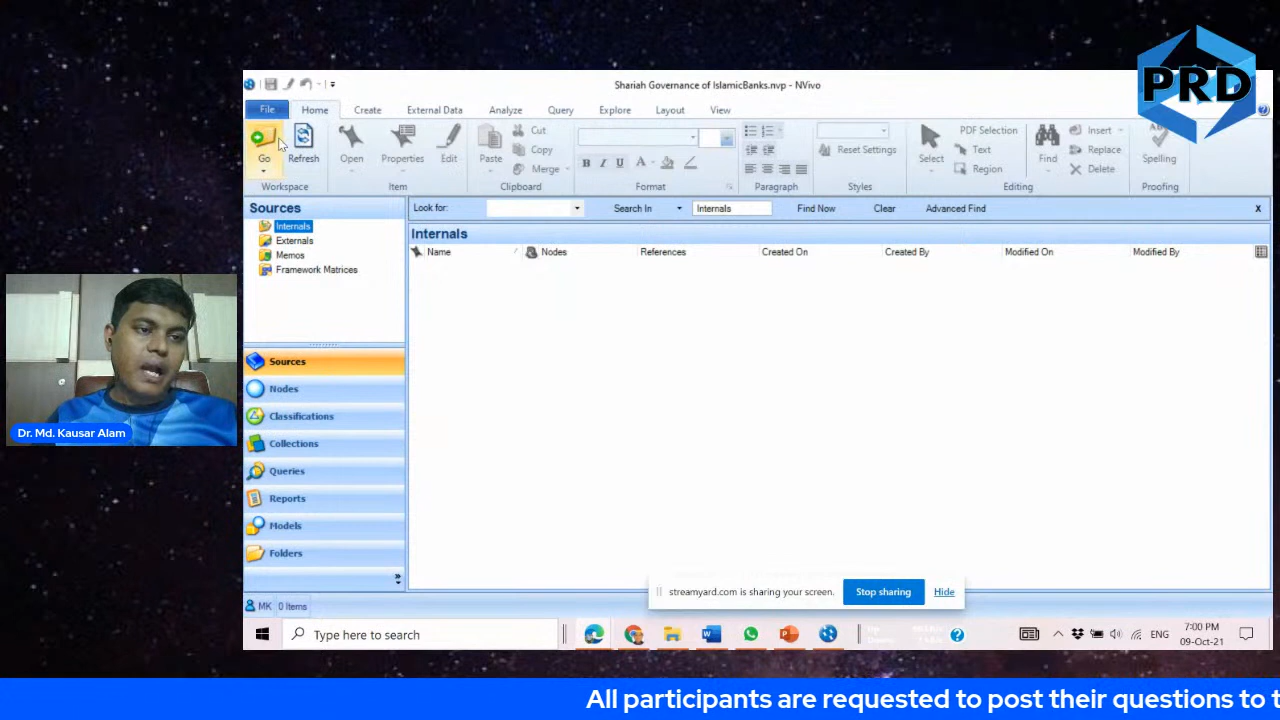 PRD
Shariah Governance of IslamicBanks.nvp - NVivo
File Home Create External Data Analyze Query Explore Layout View
Go Refresh Open Properties Edit Paste Cut Copy Merge
B I U A
Reset Settings
Select PDF Selection Text Region Find Insert Replace Delete Spelling
Workspace Item Clipboard Format Paragraph Styles Editing Proofing
Sources Look for: Search In Internals Find Now Clear Advanced Find X
Internals
Externals
Memos
Framework Matrices
Internals
Name Nodes References Created On Created By Modified On Modified By
Sources
Nodes
Classifications
Collections
Queries
Reports
Models
Folders
Dr. Md. Kausar Alam
streamyard.com is sharing your screen. Stop sharing Hide
MK 0 Items
Type here to search
ENG
7:00 PM
09-Oct-21
All participants are requested to post their questions to t